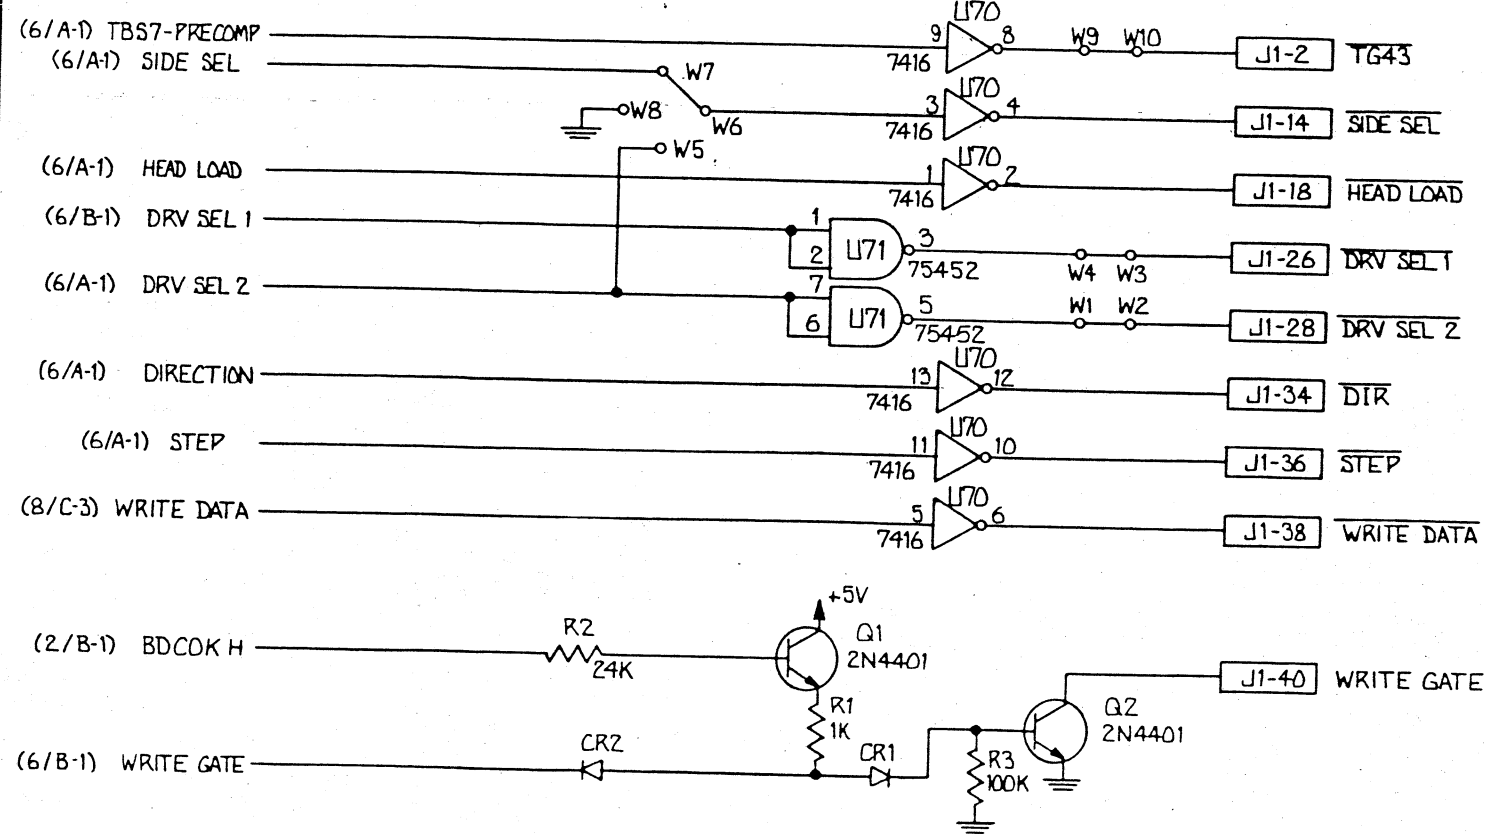 (6/A-1) TBS7-PRECOMP 9 U70 7416 8 W9 W10 J1-2 TG43
(6/A-1) SIDE SEL W7
W8 W6 3 U70 7416 4 J1-14 SIDE SEL
W5
(6/A-1) HEAD LOAD 1 U70 7416 2 J1-18 HEAD LOAD
(6/B-1) DRV SEL 1 1 2 U71 3 75452 W4 W3 J1-26 DRV SEL 1
(6/A-1) DRV SEL 2 7 6 U71 5 75452 W1 W2 J1-28 DRV SEL 2
(6/A-1) DIRECTION 13 U70 7416 12 J1-34 DIR
(6/A-1) STEP 11 U70 7416 10 J1-36 STEP
(8/C-3) WRITE DATA 5 U70 7416 6 J1-38 WRITE DATA
+5V
(2/B-1) BDCOK H R2 24K Q1 2N4401
J1-40 WRITE GATE
R1 1K Q2 2N4401
(6/B-1) WRITE GATE CR2 CR1 R3 100K